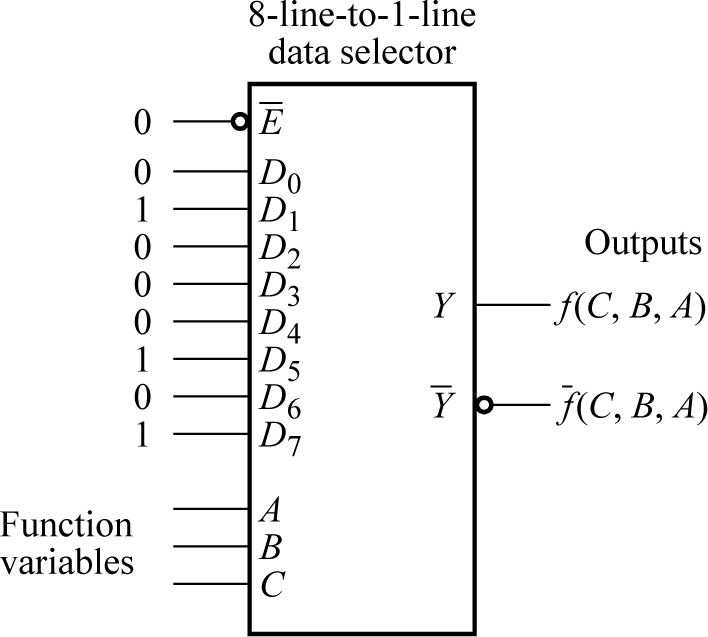 8-line-to-1-line
data selector
0 E̅
0 D₀
1 D₁
0 D₂
0 D₃
0 D₄
1 D₅
0 D₆
1 D₇
Outputs
Y f(C, B, A)
Y̅ f̅(C, B, A)
Function
variables
A
B
C